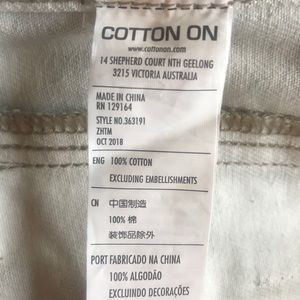 COTTON ON
www.cottonon.com
14 SHEPHERD COURT NTH GEELONG
3215 VICTORIA AUSTRALIA
MADE IN CHINA
RN 129164
STYLE NO.363191
ZHTM
OCT 2018
ENG 100% COTTON
EXCLUDING EMBELLISHMENTS
CN 中国制造
100% 棉
装饰品除外
PORT FABRICADO NA CHINA
100% ALGODÃO
EXCLUINDO DECORAÇÕES